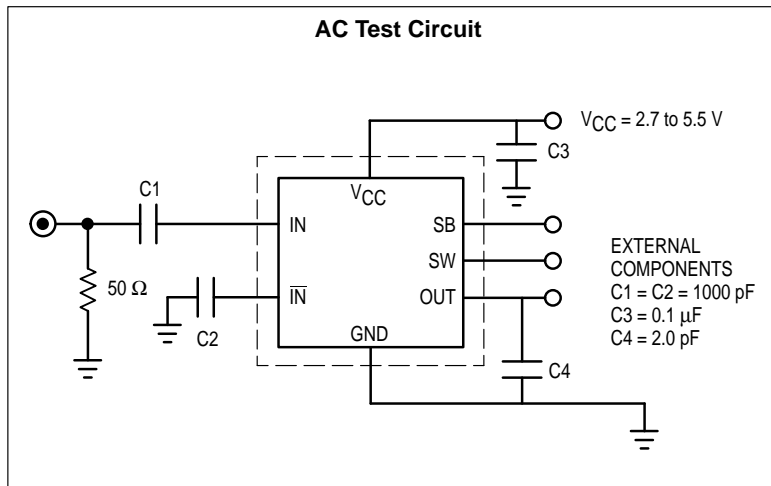 AC Test Circuit
VCC = 2.7 to 5.5 V
C3
C1
VCC
IN
SB
SW
50 Ω
I̅N̅
OUT
C2
GND
C4
EXTERNAL
COMPONENTS
C1 = C2 = 1000 pF
C3 = 0.1 μF
C4 = 2.0 pF